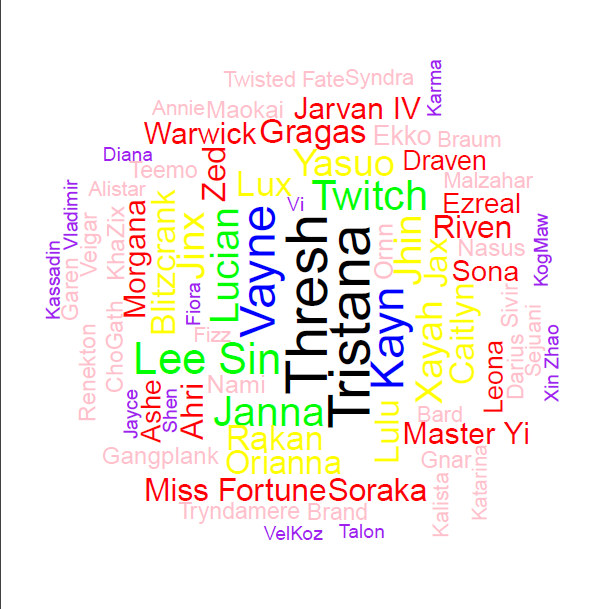 Twisted Fate
Syndra
Karma
Annie
Maokai
Jarvan IV
Warwick
Gragas
Ekko
Braum
Diana
Teemo
Zed
Yasuo
Draven
Malzahar
Alistar
Lux
Vi
Twitch
Ezreal
Vladimir
Veigar
KhaZix
Morgana
Blitzcrank
Jinx
Lucian
Vayne
Thresh
Tristana
Ornn
Jhin
Jax
Riven
Nasus
KogMaw
Kassadin
Garen
Fiora
Kayn
Sona
Renekton
ChoGath
Fizz
Lee Sin
Xayah
Caitlyn
Leona
Darius
Sivir
Sejuani
Xin Zhao
Jayce
Ashe
Shen
Ahri
Nami
Janna
Lulu
Bard
Master Yi
Rakan
Gangplank
Orianna
Gnar
Kalista
Katarina
Miss Fortune
Soraka
Tryndamere
Brand
VelKoz
Talon